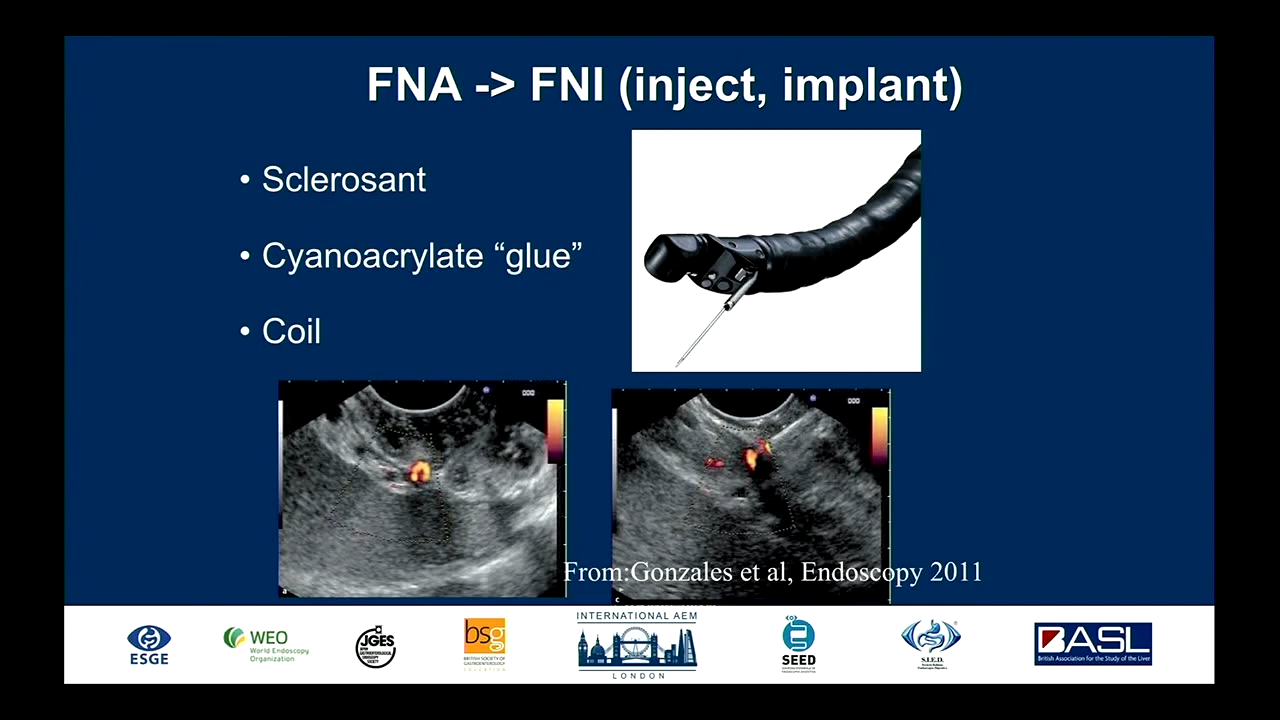 FNA -> FNI (inject, implant)
• Sclerosant
• Cyanoacrylate “glue”
• Coil
a
c
From:Gonzales et al, Endoscopy 2011
ESGE
WEO
World Endoscopy
Organization
JGES
bsg
BRITISH SOCIETY OF
GASTROENTEROLOGY
INTERNATIONAL AEM
LONDON
SEED
S.I.E.D.
BASL
British Association for the Study of the Liver